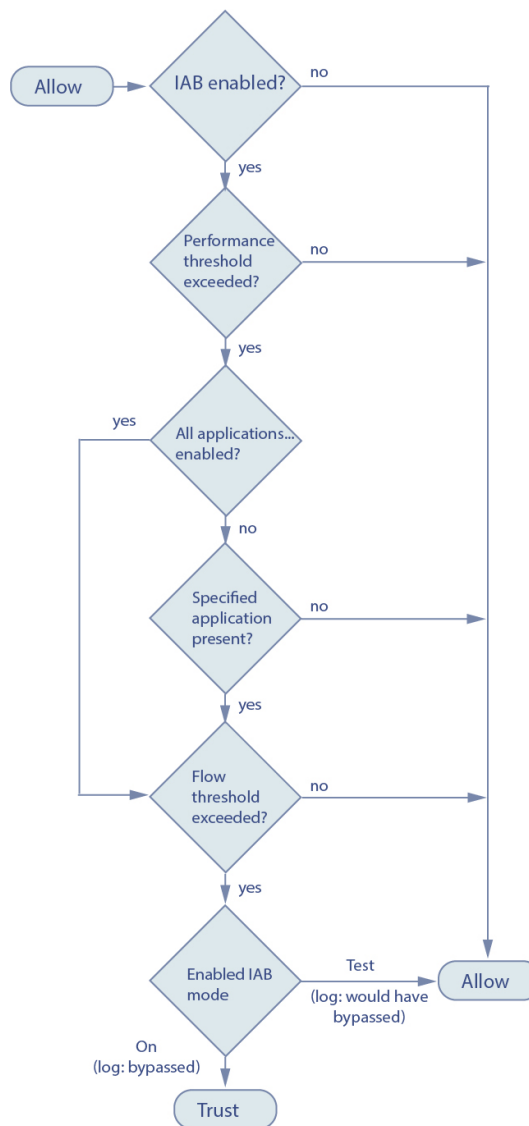 Allow
IAB enabled?
no
yes
Performance
threshold
exceeded?
no
yes
yes
All applications...
enabled?
no
Specified
application
present?
no
yes
Flow
threshold
exceeded?
no
yes
Enabled IAB
mode
Test
(log: would have
bypassed)
Allow
On
(log: bypassed)
Trust